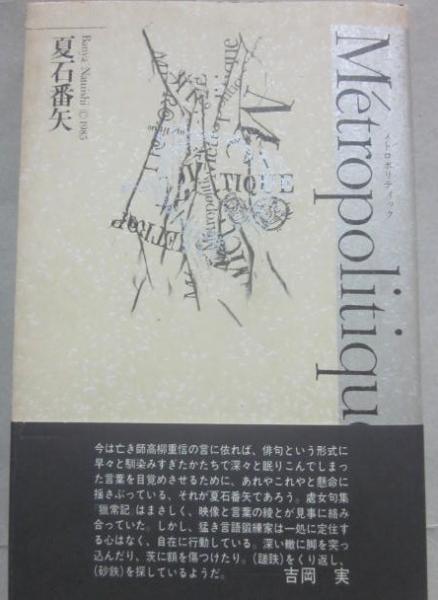 Métropolitiqu
メトロポリティック
夏石番矢
Banya Natsuishi © 1985
TIQUE
今は亡き師高柳重信の言に依れば、俳句という形式に
早々と馴染みすぎたかたちで深々と眠りこんでしまっ
た言葉を目覚めさせるために、あれやこれやと懸命に
揺さぶっている、それが夏石番矢であろう。處女句集
『猟常記』はまさしく、映像と言葉の綾とが見事に組み
合っていた。しかし、猛き言語鍛練家は一処に定住す
る心はなく、自在に行動している。深い轍に脚を突っ
込んだり、茨に額を傷つけたり。〈蹉跌〉をくり返し、
〈砂鉄〉を探しているようだ。
吉岡 実